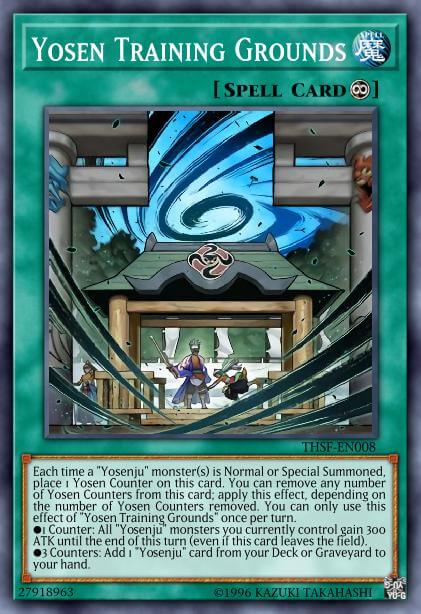 YOSEN TRAINING GROUNDS
SPELL
魔
[SPELL CARD]
THSF-EN008
Each time a "Yosenju" monster(s) is Normal or Special Summoned,
place 1 Yosen Counter on this card. You can remove any number
of Yosen Counters from this card; apply this effect, depending on
the number of Yosen Counters removed. You can only use this
effect of "Yosen Training Grounds" once per turn.
●1 Counter: All "Yosenju" monsters you currently control gain 300
ATK until the end of this turn (even if this card leaves the field).
●3 Counters: Add 1 "Yosenju" card from your Deck or Graveyard to
your hand.
27918963
©1996 KAZUKI TAKAHASHI